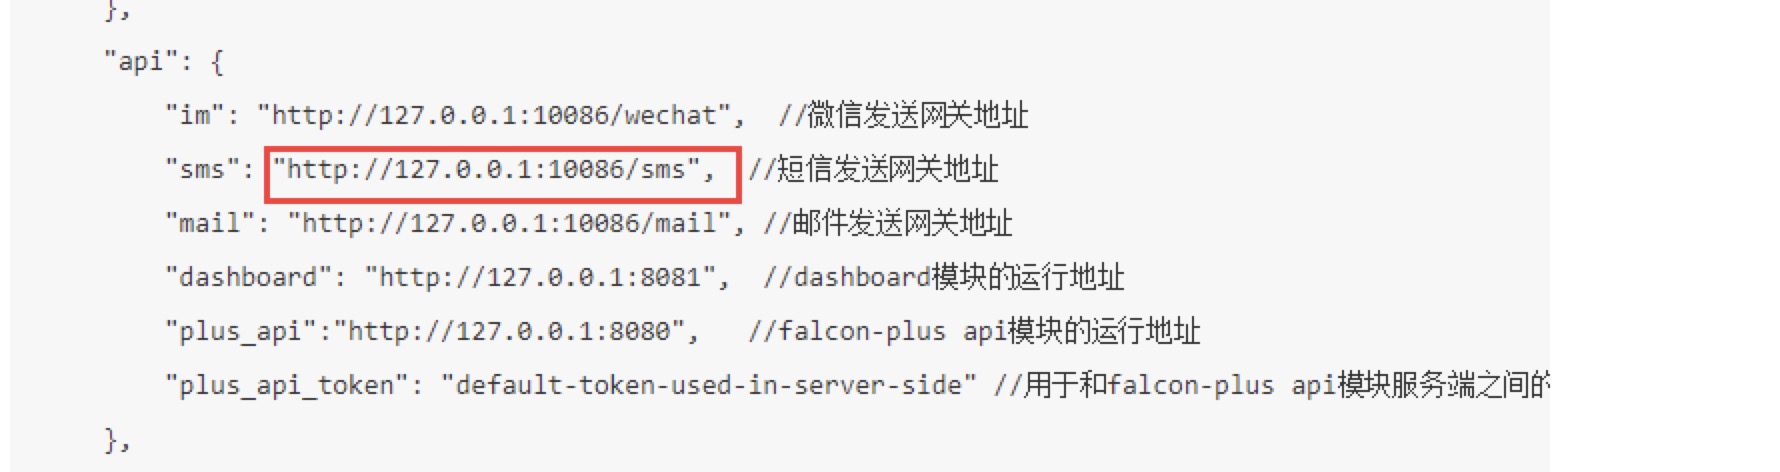 },
"api": {
"im": "http://127.0.0.1:10086/wechat",  //微信发送网关地址
"sms": "http://127.0.0.1:10086/sms",  //短信发送网关地址
"mail": "http://127.0.0.1:10086/mail", //邮件发送网关地址
"dashboard": "http://127.0.0.1:8081",  //dashboard模块的运行地址
"plus_api":"http://127.0.0.1:8080",   //falcon-plus api模块的运行地址
"plus_api_token": "default-token-used-in-server-side" //用于和falcon-plus api模块服务端之间的
},